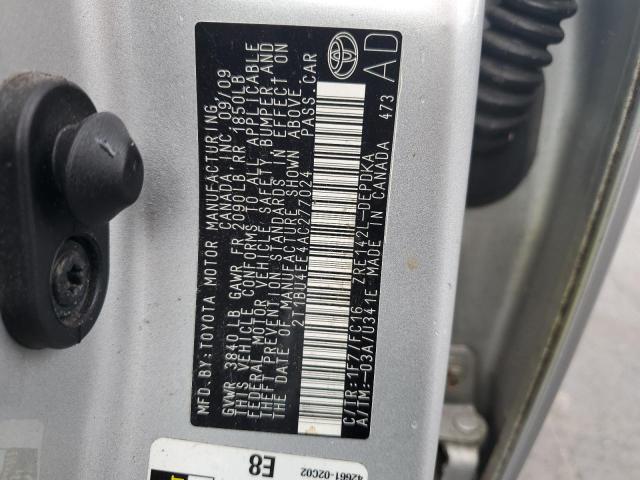 MFD.BY:TOYOTA MOTOR MANUFACTURING
CANADA INC. 09/09
GVWR 3840 LB GAWR FR 2090 LB RR 1850LB
THIS VEHICLE CONFORMS TO ALL APPLICABLE
FEDERAL MOTOR VEHICLE SAFETY, BUMPER, AND
THEFT PREVENTION STANDARDS IN EFFECT ON
THE DATE OF MANUFACTURE SHOWN ABOVE.
2T1BU4EE4AC277024 PASS.CAR
C/TR:1F7/FC16 ZRE142L-DEPDKA
A/TM:-03A/U341E MADE IN CANADA 473
AD
42661-02C02
E8